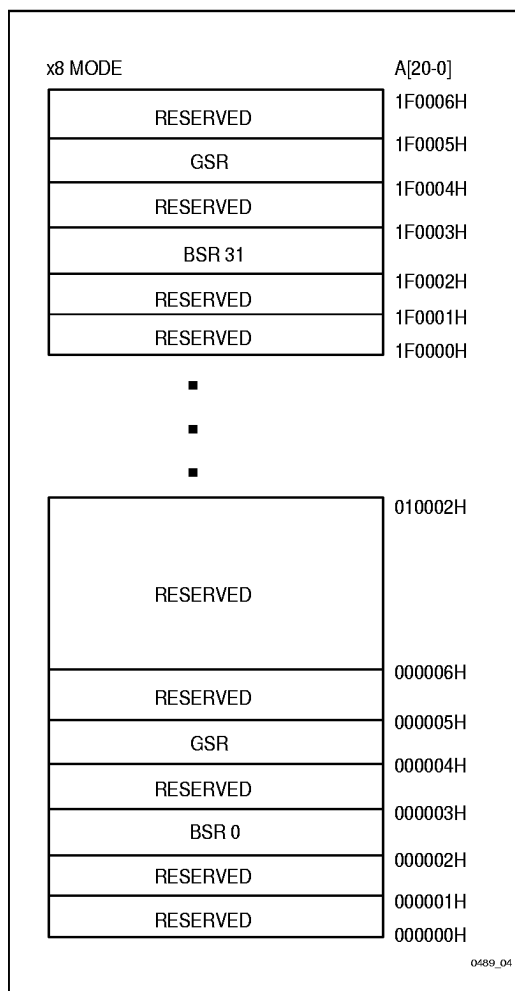 x8 MODE A[20-0]
1F0006H
RESERVED
1F0005H
GSR
1F0004H
RESERVED
1F0003H
BSR 31
1F0002H
RESERVED
1F0001H
RESERVED
1F0000H
010002H
RESERVED
000006H
RESERVED
000005H
GSR
000004H
RESERVED
000003H
BSR 0
000002H
RESERVED
000001H
RESERVED
000000H
0489_04